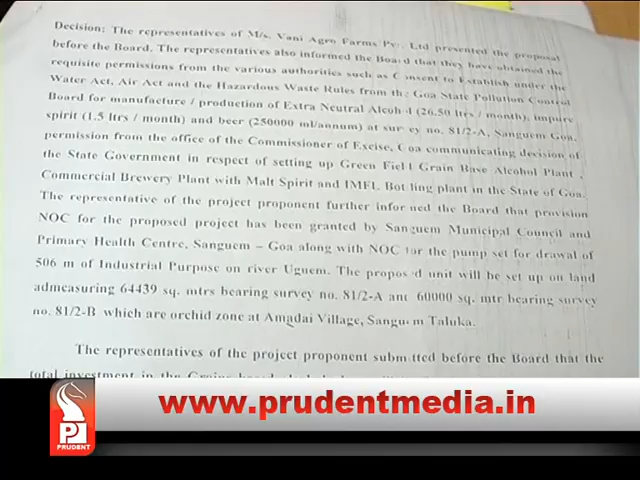 Decision: The representatives of M/s. Vani Agro Farms Pvt. Ltd presented the proposal
before the Board. The representatives also informed the Board that they have obtained the
requisite permissions from the various authorities such as Consent to Establish under the
Water Act, Air Act and the Hazardous Waste Rules from the Goa State Pollution Control
Board for manufacture / production of Extra Neutral Alcohol (26.50 ltrs / month), impure
spirit (1.5 ltrs / month) and beer (250000 ml/annum) at survey no. 81/2-A, Sanguem Goa,
permission from the office of the Commissioner of Excise, Goa communicating decision of
the State Government in respect of setting up Green Field Grain Base Alcohol Plant ,
Commercial Brewery Plant with Malt Spirit and IMFL Bottling plant in the State of Goa.
The representative of the project proponent further informed the Board that provision
NOC for the proposed project has been granted by Sanguem Municipal Council and
Primary Health Centre, Sanguem – Goa along with NOC for the pump set for drawal of
506 m of Industrial Purpose on river Uguem. The proposed unit will be set up on land
admeasuring 64439 sq. mtrs bearing survey no. 81/2-A and 60000 sq. mtr bearing survey
no. 81/2-B which are orchid zone at Amadai Village, Sanguem Taluka.
The representatives of the project proponent submitted before the Board that the
total investment in the
www.prudentmedia.in
PRUDENT